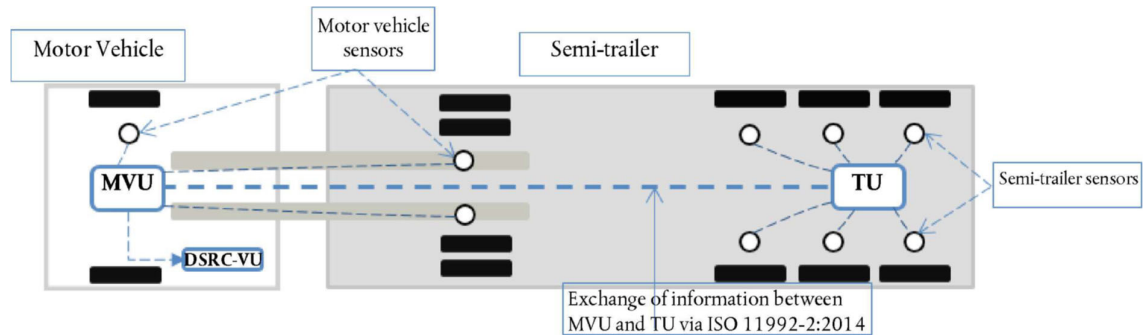 Motor Vehicle
Motor vehicle
sensors
Semi-trailer
MVU
TU
Semi-trailer sensors
DSRC-VU
Exchange of information between
MVU and TU via ISO 11992-2:2014